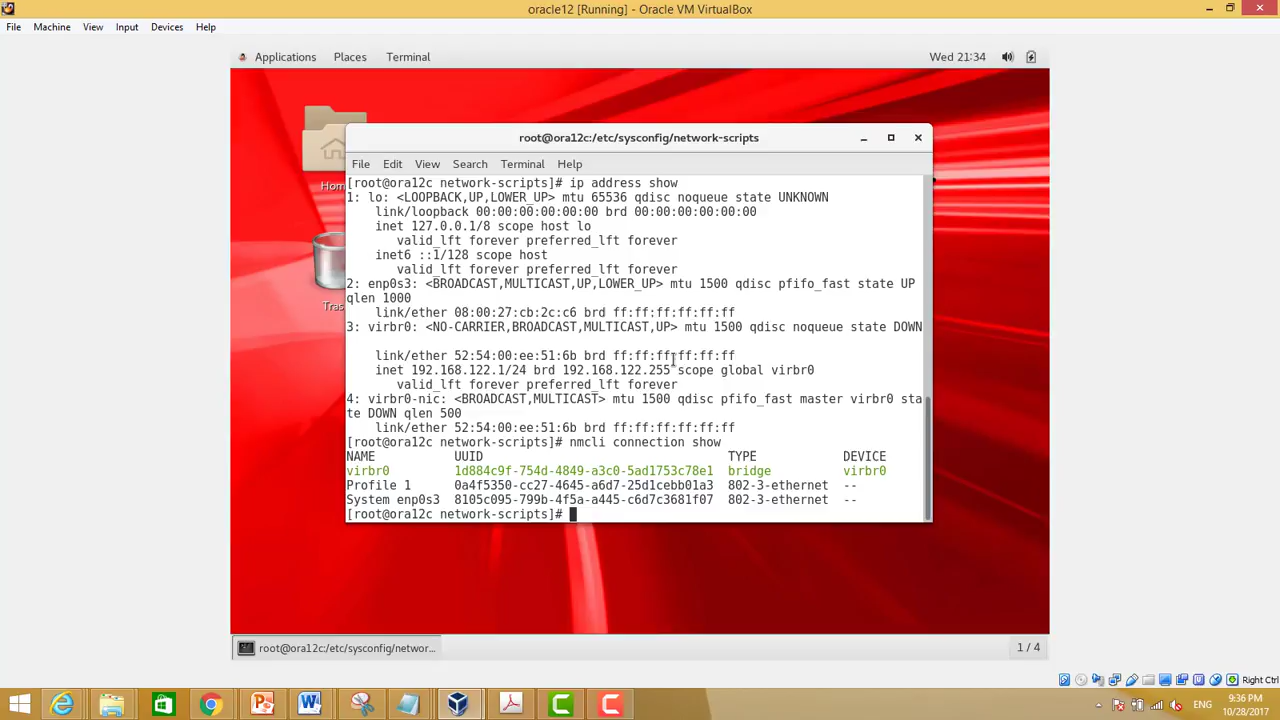 oracle12 [Running] - Oracle VM VirtualBox
File Machine View Input Devices Help
Applications Places Terminal Wed 21:34
Home
Tras
root@ora12c:/etc/sysconfig/network-scripts
File Edit View Search Terminal Help
[root@ora12c network-scripts]# ip address show
1: lo: <LOOPBACK,UP,LOWER_UP> mtu 65536 qdisc noqueue state UNKNOWN
link/loopback 00:00:00:00:00:00 brd 00:00:00:00:00:00
inet 127.0.0.1/8 scope host lo
valid_lft forever preferred_lft forever
inet6 ::1/128 scope host
valid_lft forever preferred_lft forever
2: enp0s3: <BROADCAST,MULTICAST,UP,LOWER_UP> mtu 1500 qdisc pfifo_fast state UP
qlen 1000
link/ether 08:00:27:cb:2c:c6 brd ff:ff:ff:ff:ff:ff
3: virbr0: <NO-CARRIER,BROADCAST,MULTICAST,UP> mtu 1500 qdisc noqueue state DOWN
link/ether 52:54:00:ee:51:6b brd ff:ff:ff:ff:ff:ff
inet 192.168.122.1/24 brd 192.168.122.255 scope global virbr0
valid_lft forever preferred_lft forever
4: virbr0-nic: <BROADCAST,MULTICAST> mtu 1500 qdisc pfifo_fast master virbr0 sta
te DOWN qlen 500
link/ether 52:54:00:ee:51:6b brd ff:ff:ff:ff:ff:ff
[root@ora12c network-scripts]# nmcli connection show
NAME UUID TYPE DEVICE
virbr0 1d884c9f-754d-4849-a3c0-5ad1753c78e1 bridge virbr0
Profile 1 0a4f5350-cc27-4645-a6d7-25d1cebb01a3 802-3-ethernet --
System enp0s3 8105c095-799b-4f5a-a445-c6d7c3681f07 802-3-ethernet --
[root@ora12c network-scripts]#
root@ora12c:/etc/sysconfig/networ... 1 / 4
Right Ctrl
ENG 9:36 PM
10/28/2017